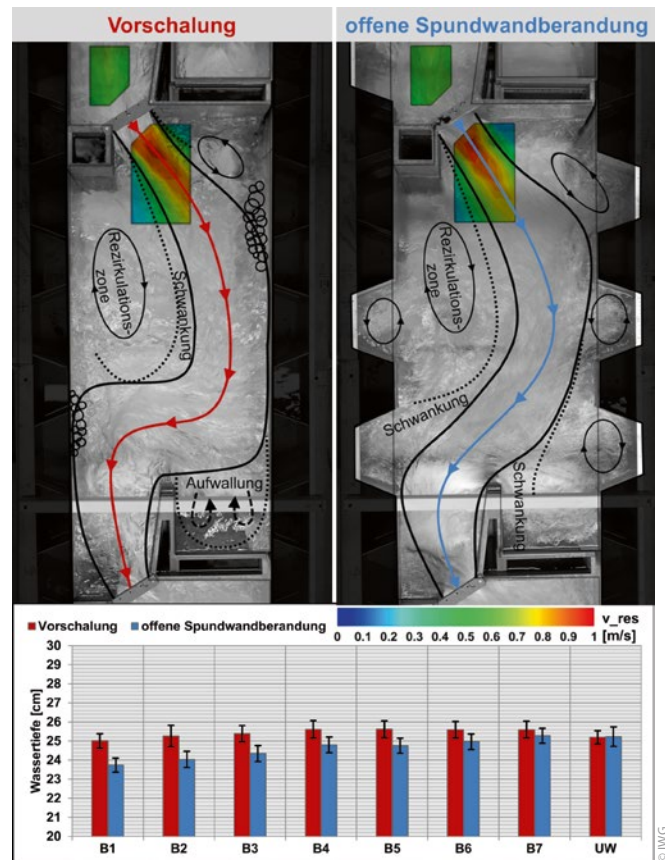 Vorschalung
offene Spundwandberandung
Rezirkulations-
zone
Schwankung
Aufwallung
Rezirkulations-
zone
Schwankung
Schwankung
Vorschalung
offene Spundwandberandung
v_res
0 0.1 0.2 0.3 0.4 0.5 0.6 0.7 0.8 0.9 1 [m/s]
Wassertiefe [cm]
30
29
28
27
26
25
24
23
22
21
20
B1 B2 B3 B4 B5 B6 B7 UW
© IWG